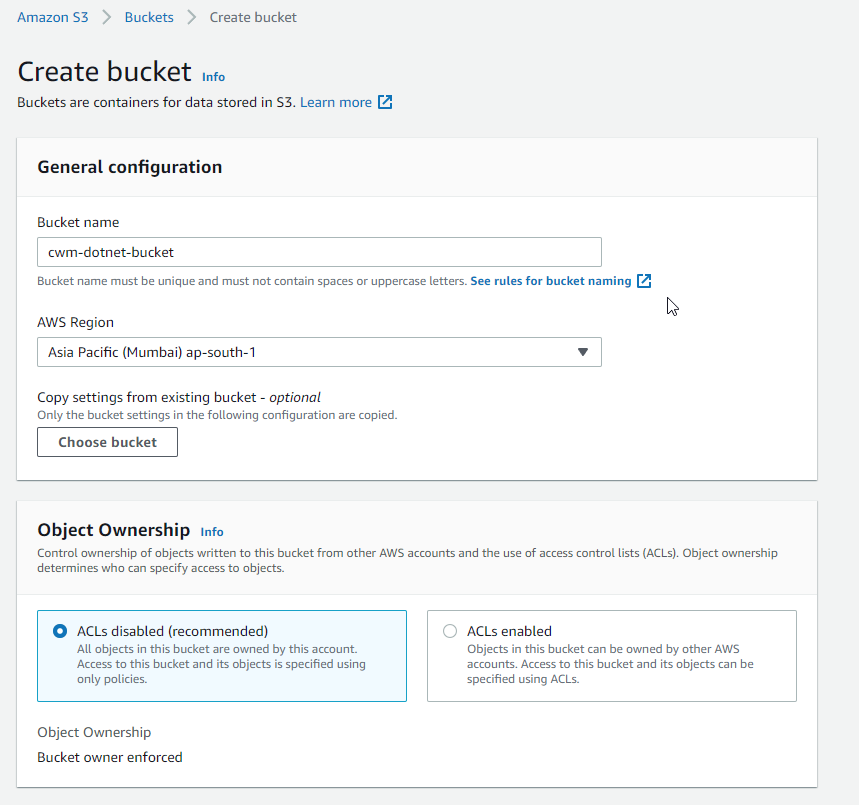 Amazon S3 > Buckets > Create bucket
Create bucket Info
Buckets are containers for data stored in S3. Learn more
General configuration
Bucket name
cwm-dotnet-bucket
Bucket name must be unique and must not contain spaces or uppercase letters. See rules for bucket naming
AWS Region
Asia Pacific (Mumbai) ap-south-1
Copy settings from existing bucket - optional
Only the bucket settings in the following configuration are copied.
Choose bucket
Object Ownership Info
Control ownership of objects written to this bucket from other AWS accounts and the use of access control lists (ACLs). Object ownership
determines who can specify access to objects.
ACLs disabled (recommended)
All objects in this bucket are owned by this account.
Access to this bucket and its objects is specified using
only policies.
ACLs enabled
Objects in this bucket can be owned by other AWS
accounts. Access to this bucket and its objects can be
specified using ACLs.
Object Ownership
Bucket owner enforced